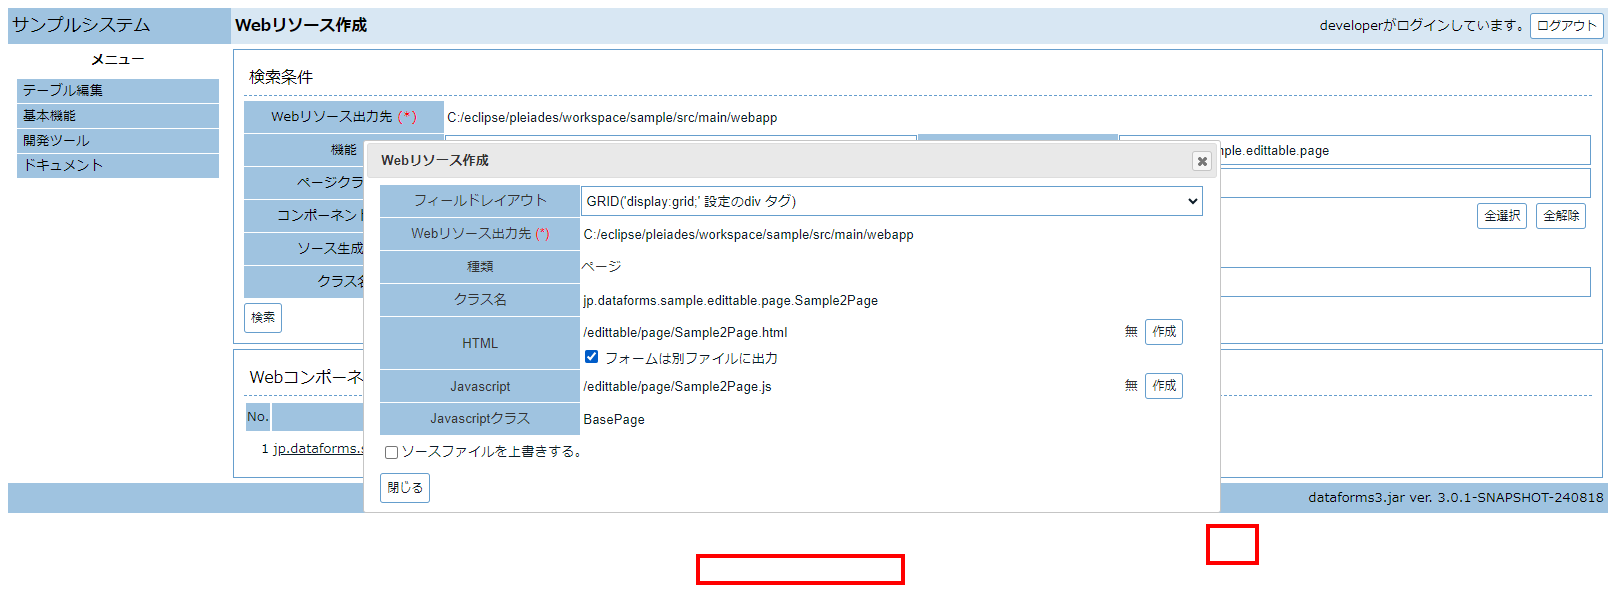 サンプルシステム
Webリソース作成
developerがログインしています。
ログアウト
メニュー
テーブル編集
基本機能
開発ツール
ドキュメント
検索条件
Webリソース出力先 (*)
C:/eclipse/pleiades/workspace/sample/src/main/webapp
機能
ple.edittable.page
ページクラ
コンポーネント
全選択
全解除
ソース生成
クラス名
検索
Webコンポーネ
No.
1 jp.dataforms.s
Webリソース作成
フィールドレイアウト
GRID('display:grid;' 設定のdiv タグ)
Webリソース出力先 (*)
C:/eclipse/pleiades/workspace/sample/src/main/webapp
種類
ページ
クラス名
jp.dataforms.sample.edittable.page.Sample2Page
HTML
/edittable/page/Sample2Page.html
無
作成
フォームは別ファイルに出力
Javascript
/edittable/page/Sample2Page.js
無
作成
Javascriptクラス
BasePage
ソースファイルを上書きする。
閉じる
dataforms3.jar ver. 3.0.1-SNAPSHOT-240818